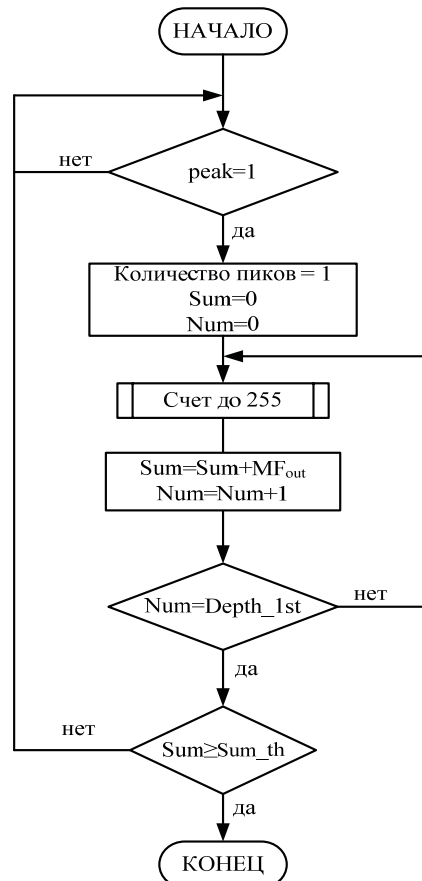 НАЧАЛО
нет
peak=1
да
Количество пиков = 1
Sum=0
Num=0
Счет до 255
Sum=Sum+MFout
Num=Num+1
Num=Depth_1st
нет
да
нет
Sum≥Sum_th
да
КОНЕЦ